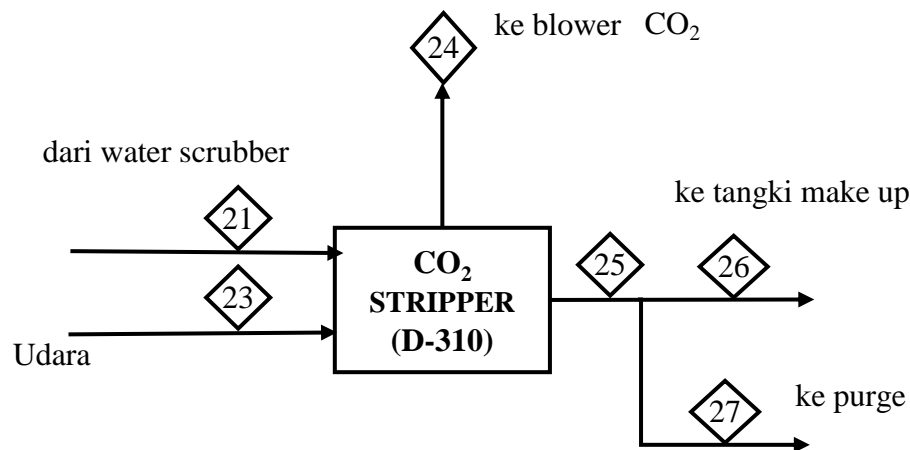 ke blower CO₂
24
dari water scrubber
ke tangki make up
21
25
26
CO₂
STRIPPER
(D-310)
23
Udara
ke purge
27